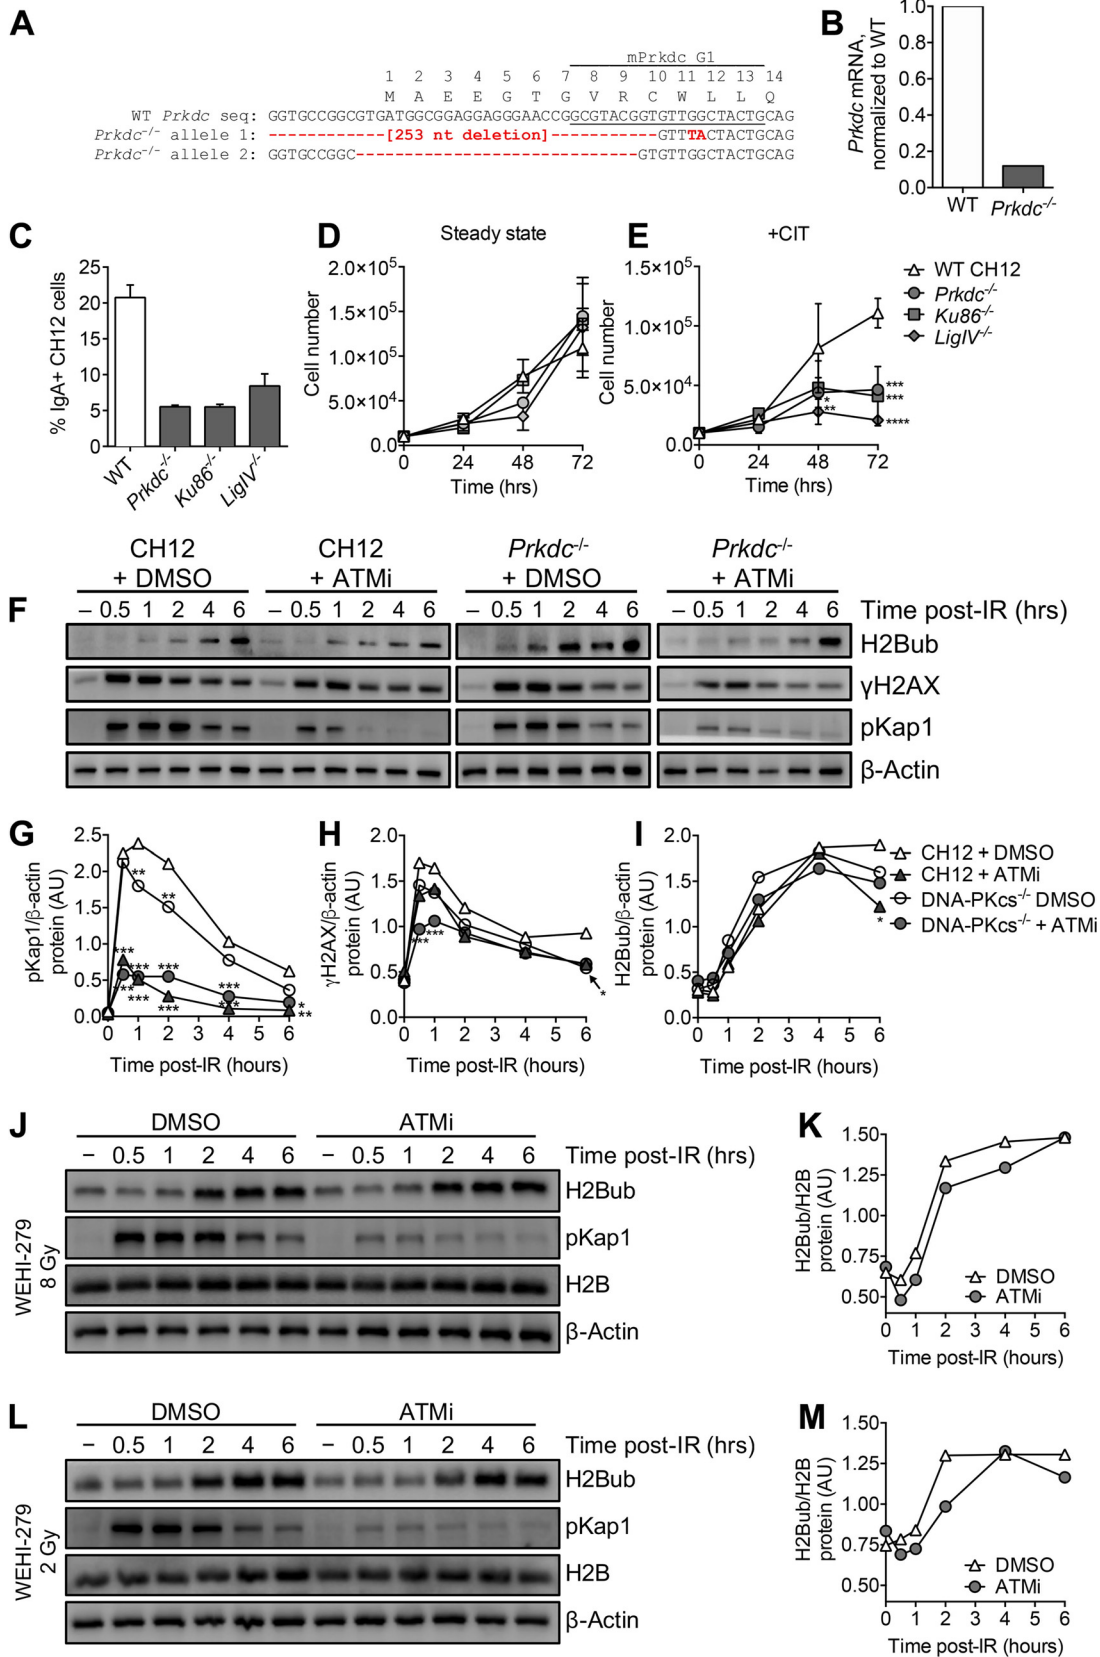 A
mPrkdc G1
1 2 3 4 5 6 7 8 9 10 11 12 13 14
M A E E G T G V R C W L L Q
WT Prkdc seq: GGTGCCGGCGTGATGGCGGAGGAGGGAACCGGCGTACGGTGTTGGCTACTGCAG
Prkdc-/- allele 1: ------------[253 nt deletion]-----------GTTTACTACTGCAG
Prkdc-/- allele 2: GGTGCCGGC-----------------------------GTGTTGGCTACTGCAG
B
Prkdc mRNA,
normalized to WT
1.0
0.8
0.6
0.4
0.2
0.0
WT Prkdc-/-
C
% IgA+ CH12 cells
25
20
15
10
5
0
WT Prkdc-/- Ku86-/- LigIV-/-
D
Steady state
Cell number
2.0×10⁵
1.5×10⁵
1.0×10⁵
5.0×10⁴
0.0
0 24 48 72
Time (hrs)
E
+CIT
Cell number
1.5×10⁵
1.0×10⁵
5.0×10⁴
0.0
*
**
***
***
****
0 24 48 72
Time (hrs)
WT CH12
Prkdc-/-
Ku86-/-
LigIV-/-
F
CH12
+ DMSO
CH12
+ ATMi
Prkdc-/-
+ DMSO
Prkdc-/-
+ ATMi
– 0.5 1 2 4 6 – 0.5 1 2 4 6 – 0.5 1 2 4 6 – 0.5 1 2 4 6 Time post-IR (hrs)
H2Bub
γH2AX
pKap1
β-Actin
G
pKap1/β-actin
protein (AU)
2.5
2.0
1.5
1.0
0.5
0.0
**
**
***
***
***
***
***
***
***
***
*
**
0 1 2 3 4 5 6
Time post-IR (hours)
H
γH2AX/β-actin
protein (AU)
2.0
1.5
1.0
0.5
0.0
***
***
*
0 1 2 3 4 5 6
Time post-IR (hours)
I
H2Bub/β-actin
protein (AU)
2.0
1.5
1.0
0.5
0.0
*
0 1 2 3 4 5 6
Time post-IR (hours)
CH12 + DMSO
CH12 + ATMi
DNA-PKcs-/- DMSO
DNA-PKcs-/- + ATMi
J
DMSO ATMi
– 0.5 1 2 4 6 – 0.5 1 2 4 6 Time post-IR (hrs)
WEHI-279
8 Gy
H2Bub
pKap1
H2B
β-Actin
K
H2Bub/H2B
protein (AU)
1.50
1.25
1.00
0.75
0.50
DMSO
ATMi
0 1 2 3 4 5 6
Time post-IR (hours)
L
DMSO ATMi
– 0.5 1 2 4 6 – 0.5 1 2 4 6 Time post-IR (hrs)
WEHI-279
2 Gy
H2Bub
pKap1
H2B
β-Actin
M
H2Bub/H2B
protein (AU)
1.50
1.25
1.00
0.75
0.50
DMSO
ATMi
0 1 2 3 4 5 6
Time post-IR (hours)